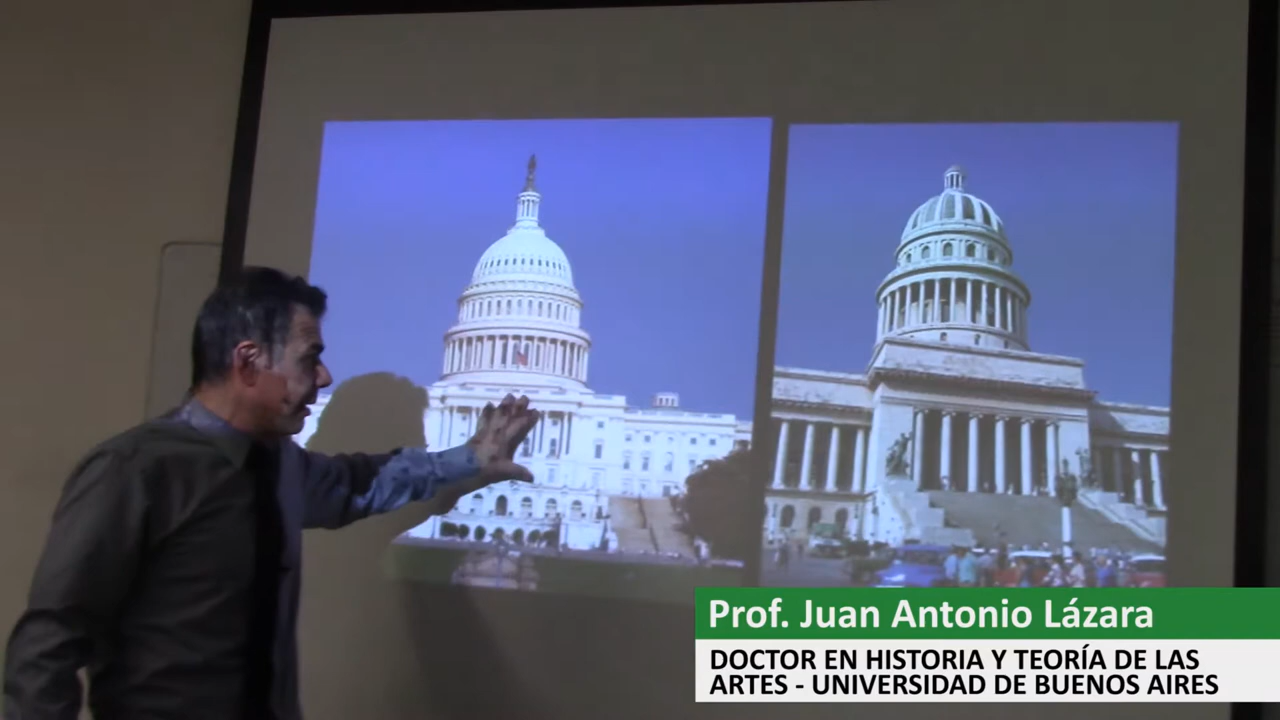 Prof. Juan Antonio Lázara
DOCTOR EN HISTORIA Y TEORÍA DE LAS
ARTES - UNIVERSIDAD DE BUENOS AIRES